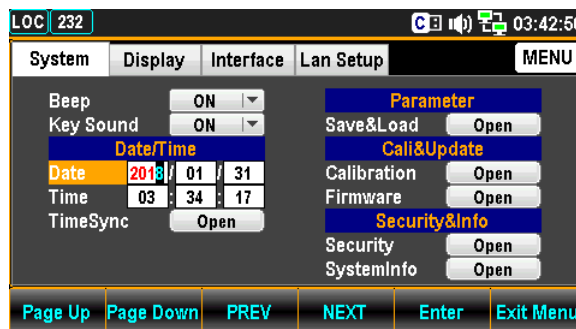 LOC 232 C 03:42:56
System Display Interface Lan Setup MENU
Beep ON
Key Sound ON
Date/Time
Date 2018 / 01 / 31
Time 03 : 34 : 17
TimeSync Open
Parameter
Save&Load Open
Cali&Update
Calibration Open
Firmware Open
Security&Info
Security Open
SystemInfo Open
Page Up Page Down PREV NEXT Enter Exit Menu